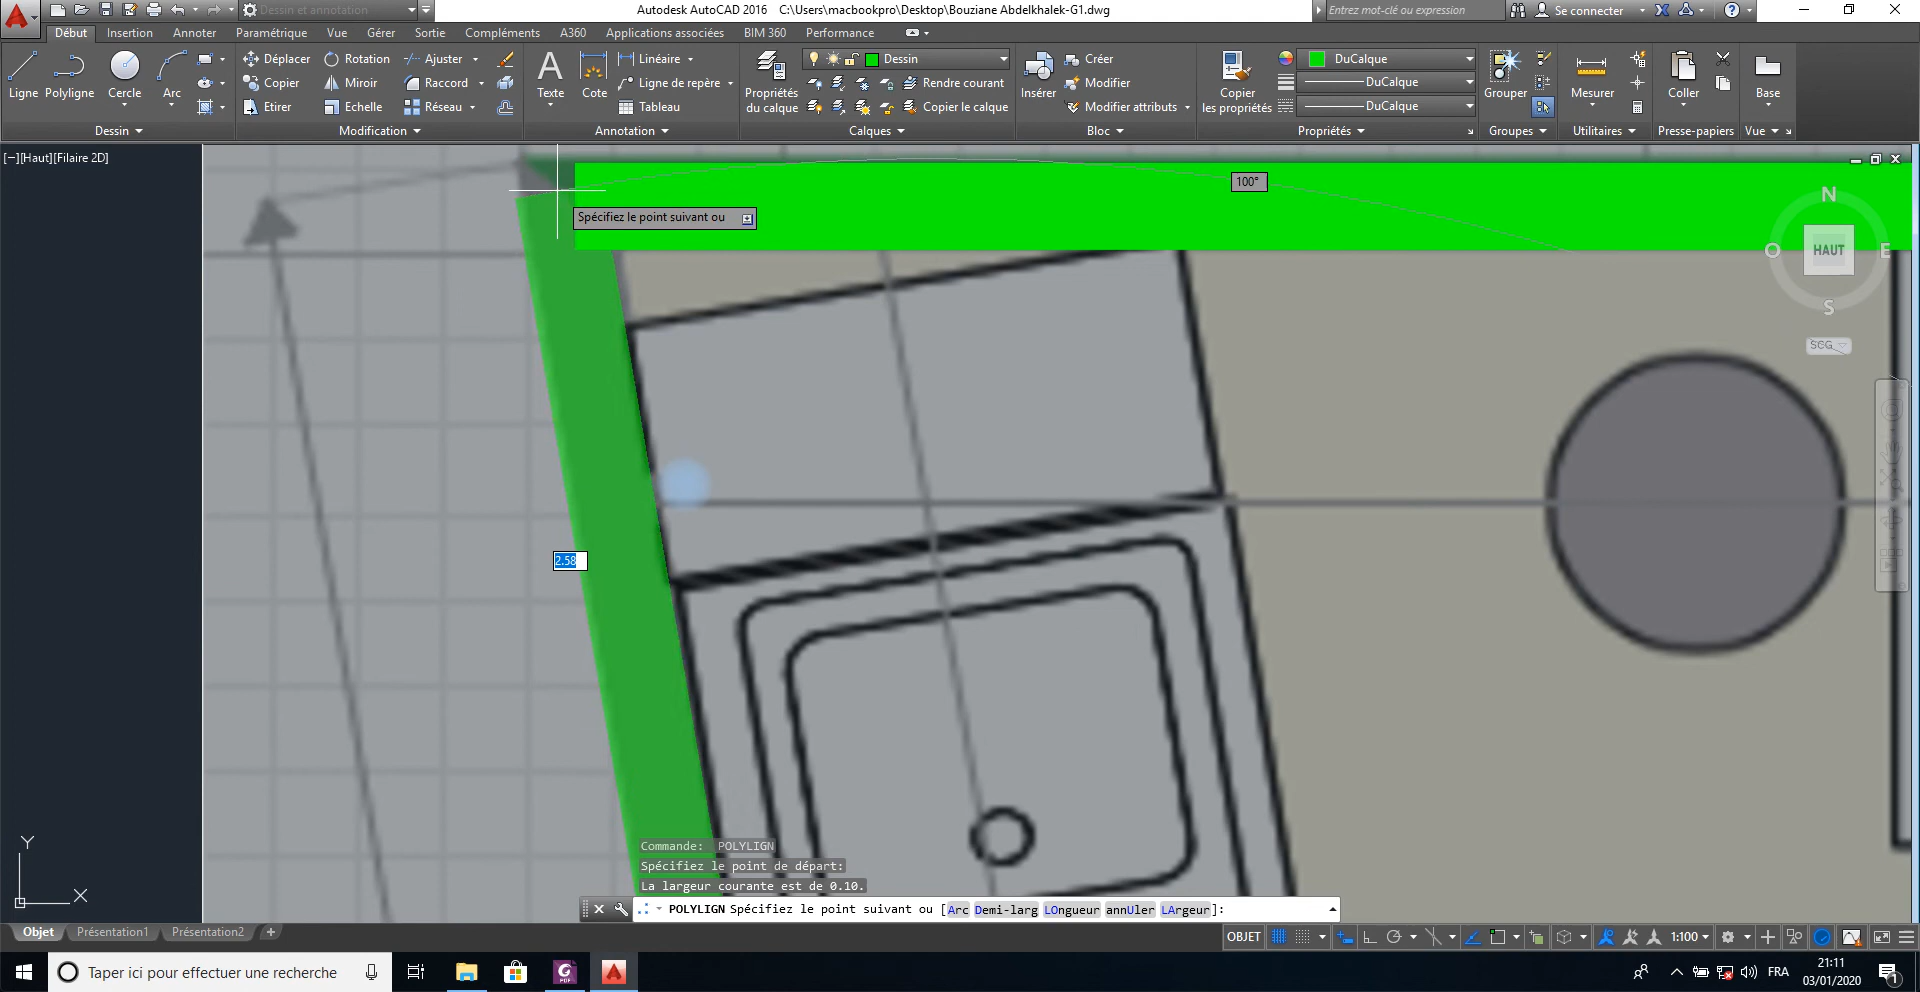 Dessin et annotation
Autodesk AutoCAD 2016 C:\Users\macbookpro\Desktop\Bouziane Abdelkhalek-G1.dwg
Entrez mot-clé ou expression
Se connecter
Début Insertion Annoter Paramétrique Vue Gérer Sortie Compléments A360 Applications associées BIM 360 Performance
Ligne Polyligne Cercle Arc
Dessin
Déplacer Rotation Ajuster
Copier Miroir Raccord
Etirer Echelle Réseau
Modification
A
Texte Cote
Linéaire
Ligne de repère
Tableau
Annotation
Propriétés
du calque
Dessin
Rendre courant
Copier le calque
Calques
Insérer
Créer
Modifier
Modifier attributs
Bloc
Copier
les propriétés
DuCalque
DuCalque
DuCalque
Propriétés
Grouper
Groupes
Mesurer
Utilitaires
Coller
Presse-papiers
Base
Vue
[−][Haut][Filaire 2D]
100°
Spécifiez le point suivant ou
N
O HAUT E
S
SCG
2.58
Y
X
Commande: POLYLIGN
Spécifiez le point de départ:
La largeur courante est de 0.10.
POLYLIGN Spécifiez le point suivant ou [Arc Demi-larg LOngueur annUler LArgeur]:
Objet Présentation1 Présentation2 +
OBJET 1:100
Taper ici pour effectuer une recherche
PDF
FRA
21:11
03/01/2020
1